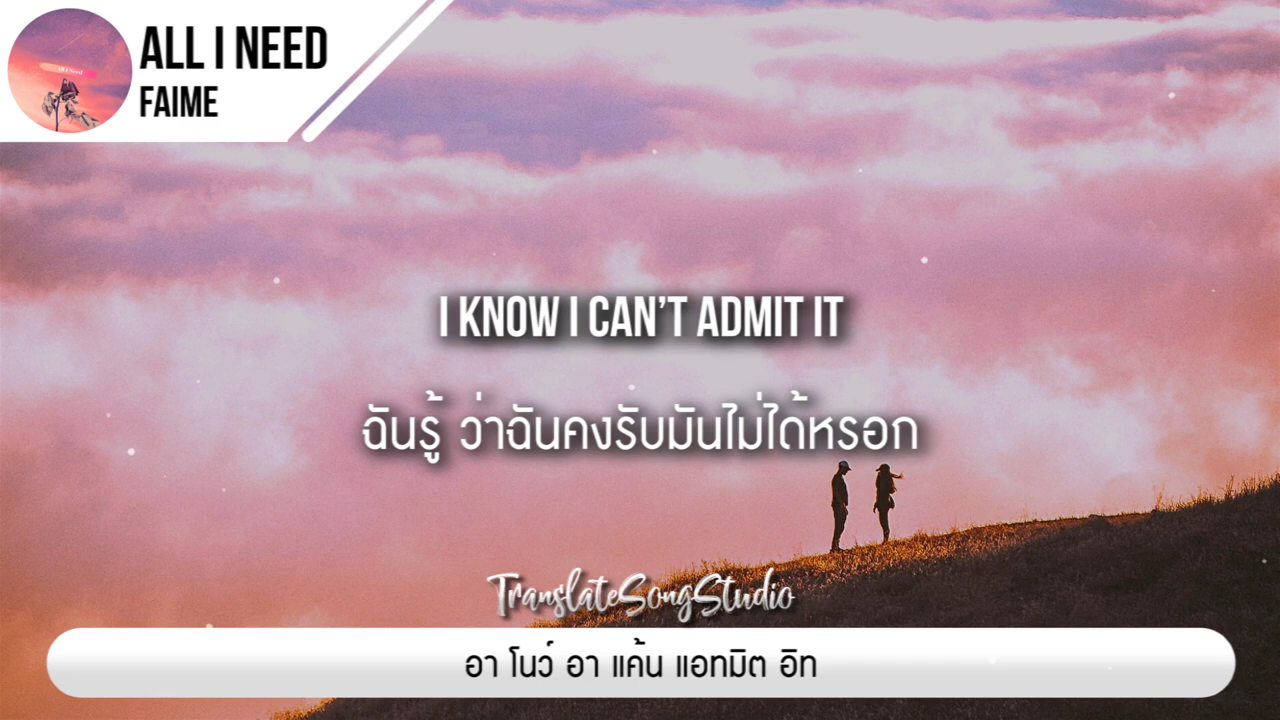 ALL I NEED
FAIME
All I Need
I KNOW I CAN'T ADMIT IT
ฉันรู้ ว่าฉันคงรับมันไม่ได้หรอก
TranslateSongStudio
อา โนว์ อา แค้น แอทมิต อิท